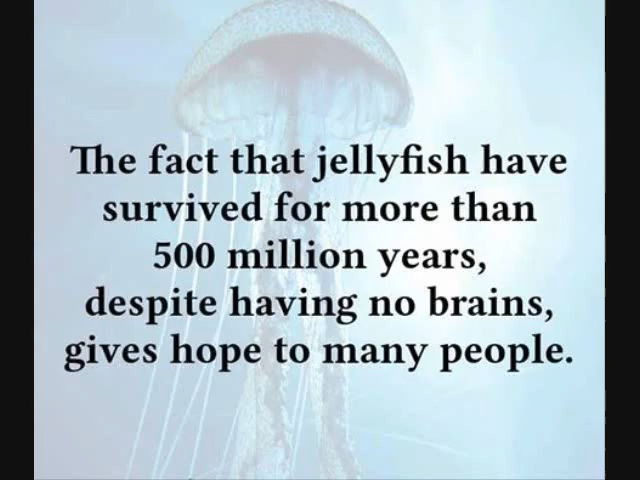 The fact that jellyfish have
survived for more than
500 million years,
despite having no brains,
gives hope to many people.